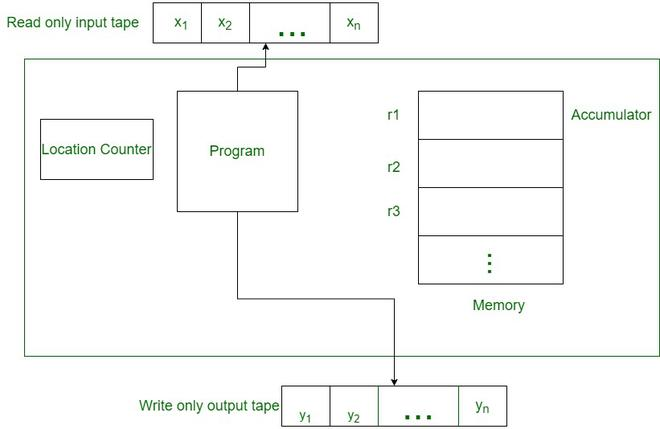 Read only input tape x1 x2 ... xn
r1 Accumulator
Location Counter Program
r2
r3
⋮
Memory
Write only output tape y1 y2 ... yn